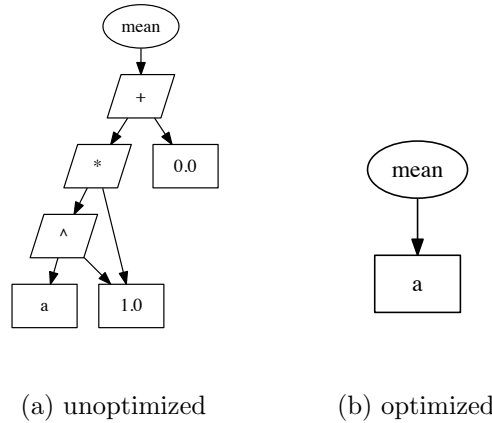 mean
+
*
0.0
^
a
1.0
(a) unoptimized
mean
a
(b) optimized